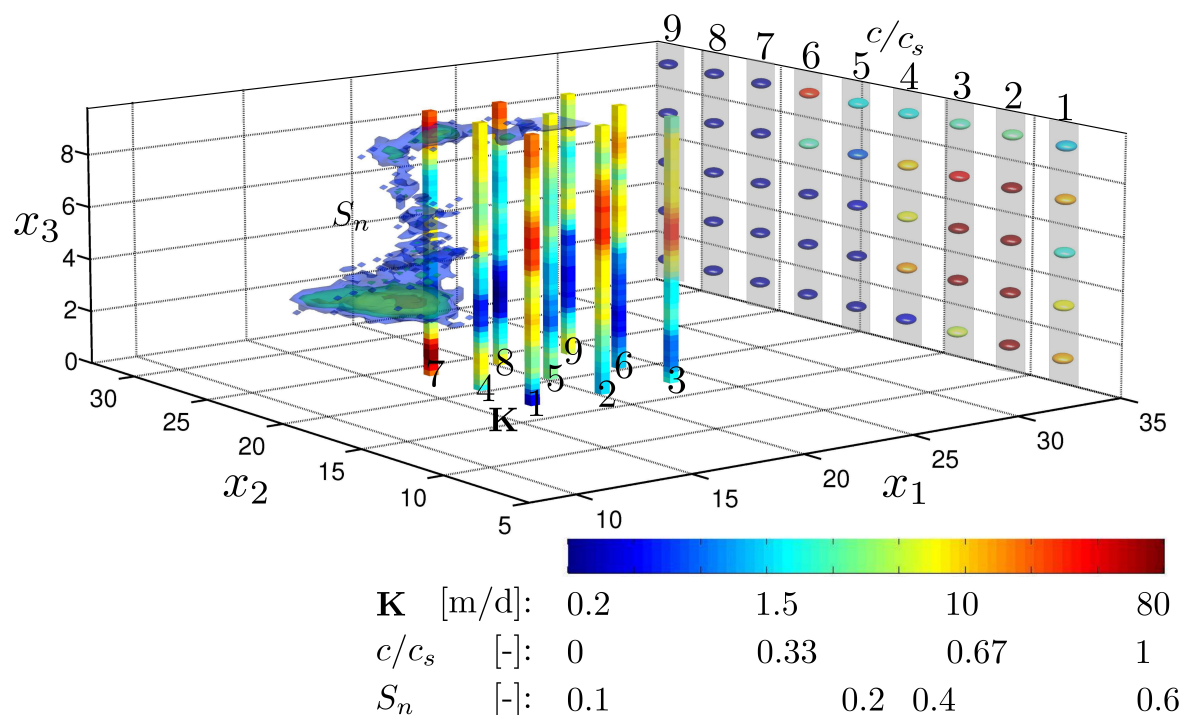 c/c_s
9 8 7 6 5 4 3 2 1
8
6
x_3
S_n
4
2
0
7 4 8 1 5 9 2 6 3
K
30
25
20
15
10
5
x_2
10
15
20
25
30
35
x_1
K [m/d]: 0.2 1.5 10 80
c/c_s [-]: 0 0.33 0.67 1
S_n [-]: 0.1 0.2 0.4 0.6